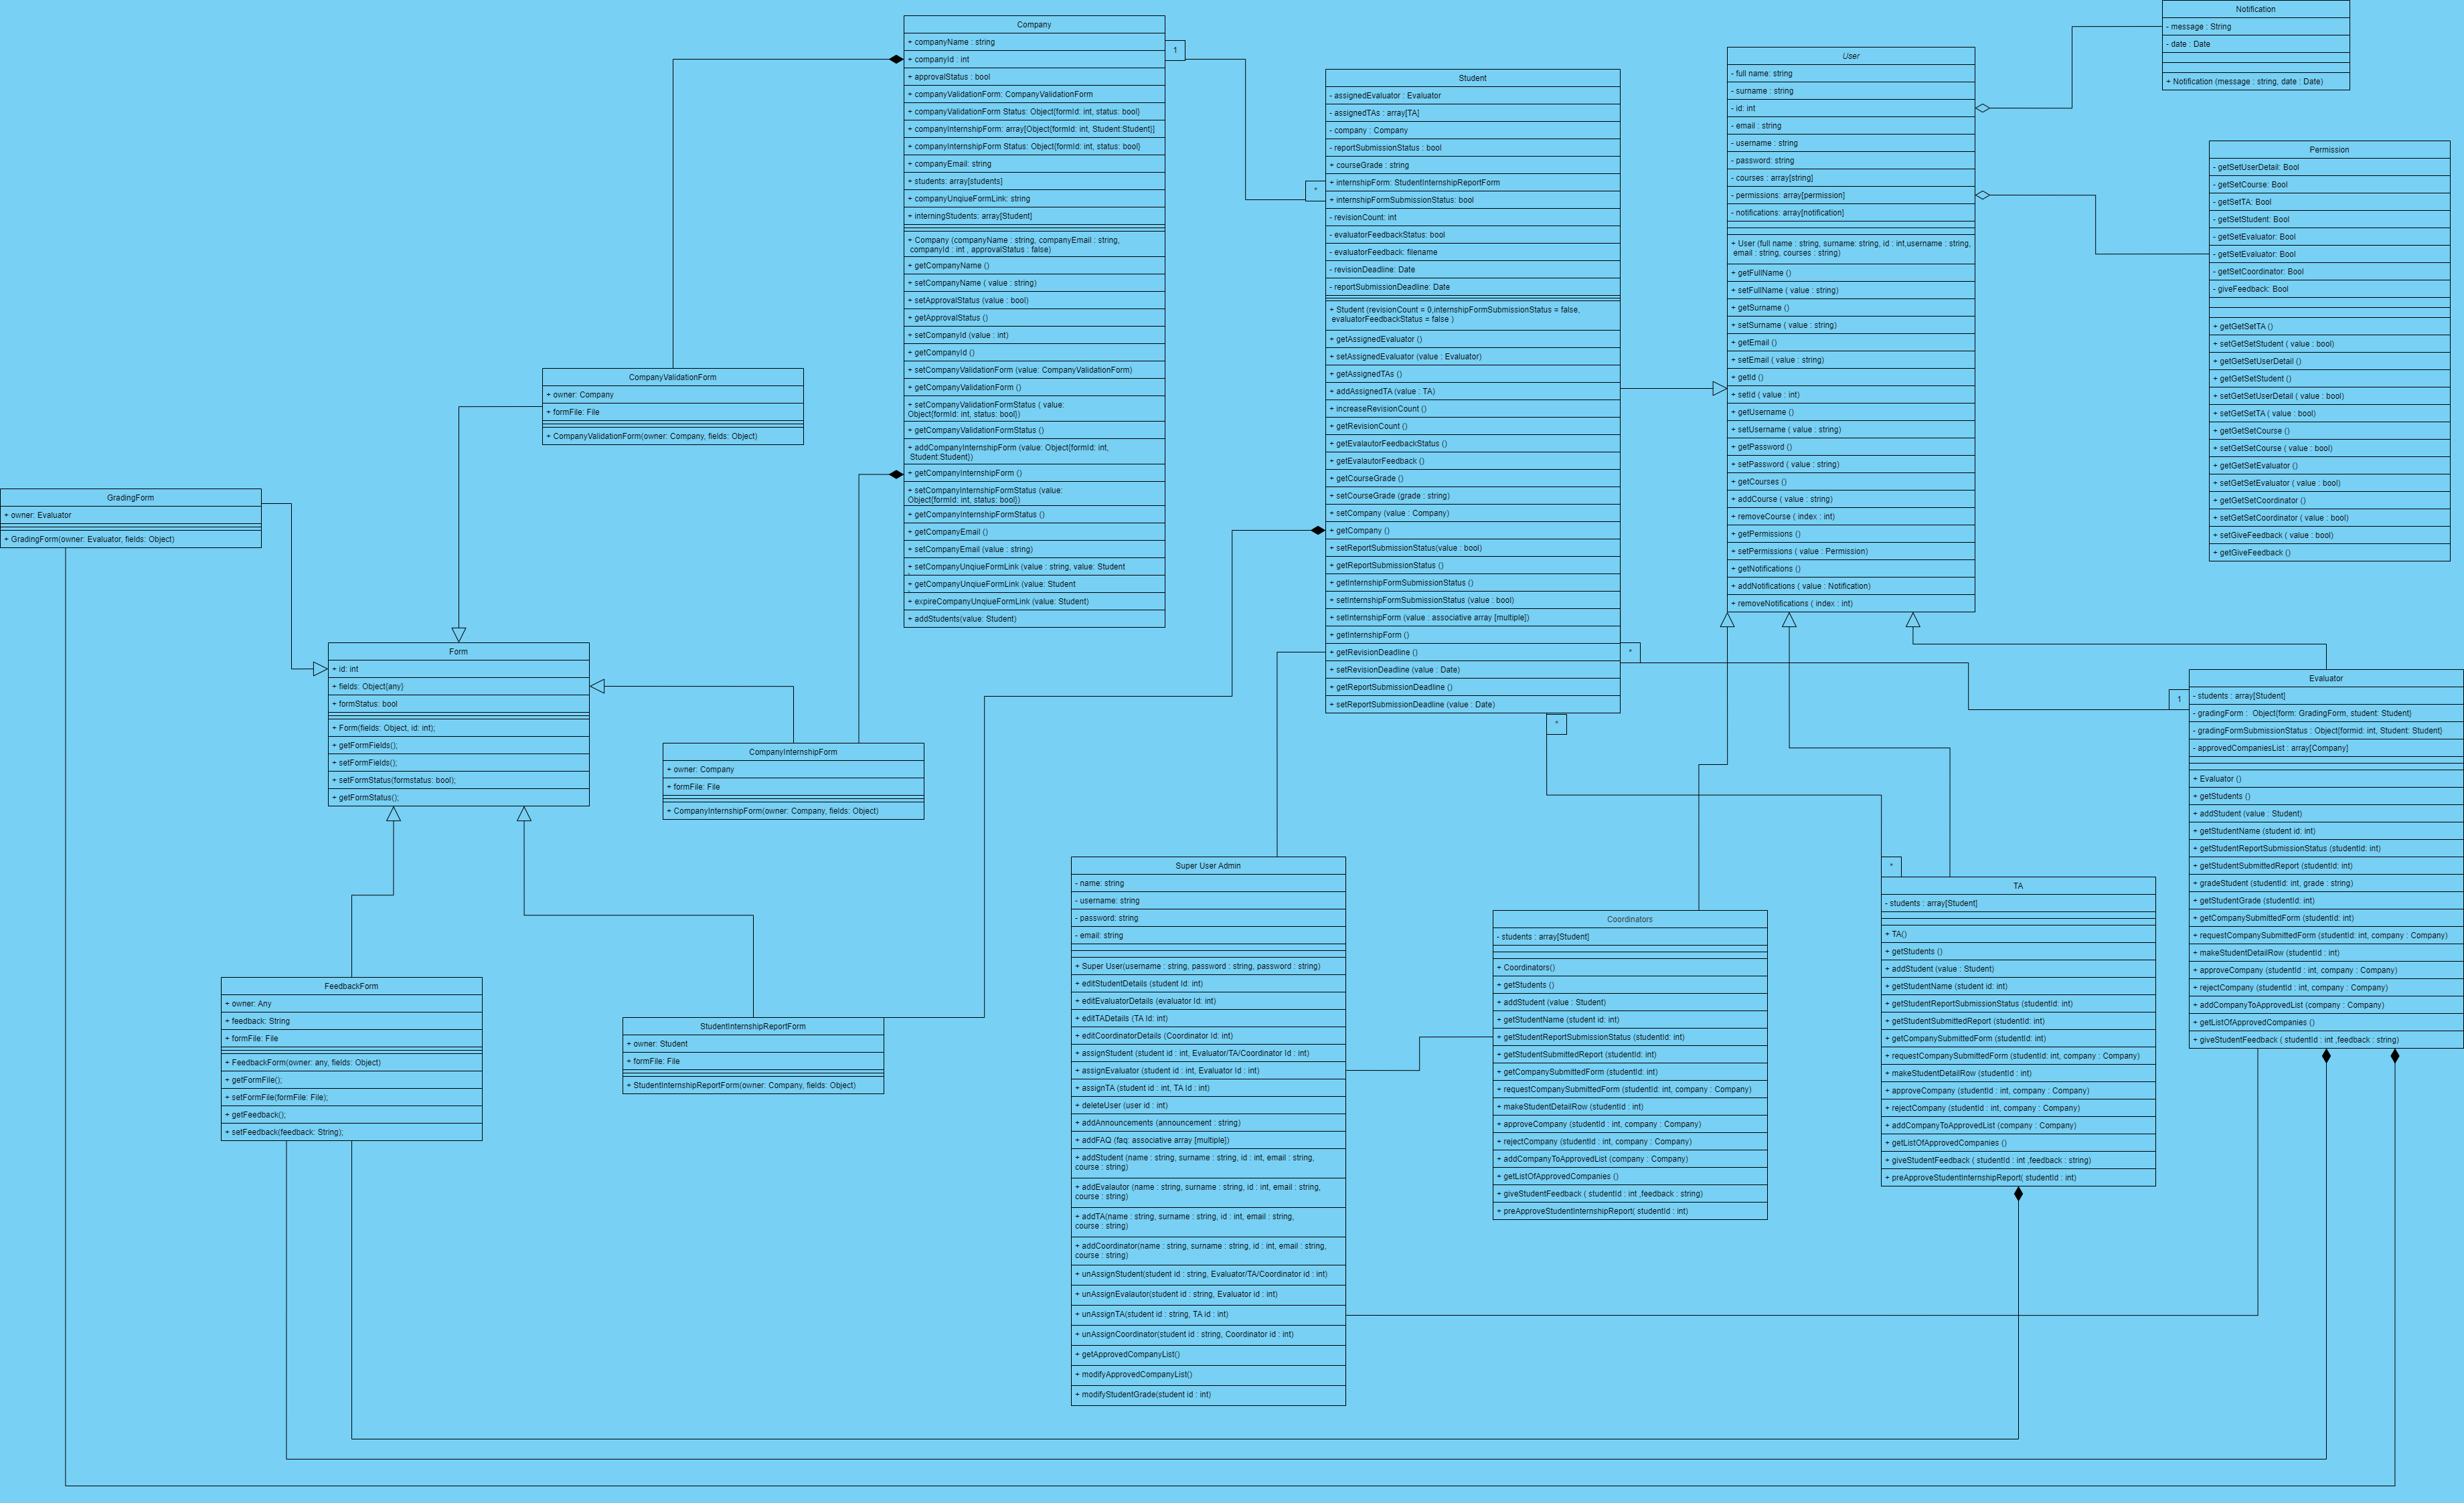 Company
+ companyName : string
+ companyId : int
+ approvalStatus : bool
+ companyValidationForm: CompanyValidationForm
+ companyValidationForm Status: Object{formId: int, status: bool}
+ companyInternshipForm: array[Object{formId: int, Student:Student}]
+ companyInternshipForm Status: Object{formId: int, status: bool}
+ companyEmail: string
+ students: array[students]
+ companyUnqiueFormLink: string
+ interningStudents: array[Student]
+ Company (companyName : string, companyEmail : string,
companyId : int , approvalStatus : false)
+ getCompanyName ()
+ setCompanyName ( value : string)
+ setApprovalStatus (value : bool)
+ getApprovalStatus ()
+ setCompanyId (value : int)
+ getCompanyId ()
+ setCompanyValidationForm (value: CompanyValidationForm)
+ getCompanyValidationForm ()
+ setCompanyValidationFormStatus ( value:
Object{formId: int, status: bool})
+ getCompanyValidationFormStatus ()
+ addCompanyInternshipForm (value: Object{formId: int,
Student:Student})
+ getCompanyInternshipForm ()
+ setCompanyInternshipFormStatus (value:
Object{formId: int, status: bool})
+ getCompanyInternshipFormStatus ()
+ getCompanyEmail ()
+ setCompanyEmail (value : string)
+ setCompanyUnqiueFormLink (value : string, value: Student
+ getCompanyUnqiueFormLink (value: Student
+ expireCompanyUnqiueFormLink (value: Student)
+ addStudents(value: Student)
1
*
Student
- assignedEvaluator : Evaluator
- assignedTAs : array[TA]
- company : Company
- reportSubmissionStatus : bool
+ courseGrade : string
+ internshipForm: StudentInternshipReportForm
+ internshipFormSubmissionStatus: bool
- revisionCount: int
- evaluatorFeedbackStatus: bool
- evaluatorFeedback: filename
- revisionDeadline: Date
- reportSubmissionDeadline: Date
+ Student (revisionCount = 0,internshipFormSubmissionStatus = false,
evaluatorFeedbackStatus = false )
+ getAssignedEvaluator ()
+ setAssignedEvaluator (value : Evaluator)
+ getAssignedTAs ()
+ addAssignedTA (value : TA)
+ increaseRevisionCount ()
+ getRevisionCount ()
+ getEvalautorFeedbackStatus ()
+ getEvalautorFeedback ()
+ getCourseGrade ()
+ setCourseGrade (grade : string)
+ setCompany (value : Company)
+ getCompany ()
+ setReportSubmissionStatus(value : bool)
+ getReportSubmissionStatus ()
+ getInternshipFormSubmissionStatus ()
+ setInternshipFormSubmissionStatus (value : bool)
+ setInternshipForm (value : associative array [multiple])
+ getInternshipForm ()
+ getRevisionDeadline ()
+ setRevisionDeadline (value : Date)
+ getReportSubmissionDeadline ()
+ setReportSubmissionDeadline (value : Date)
*
*
User
- full name: string
- surname : string
- id: int
- email : string
- username : string
- password: string
- courses : array[string]
- permissions: array[permission]
- notifications: array[notification]
+ User (full name : string, surname: string, id : int,username : string,
email : string, courses : string)
+ getFullName ()
+ setFullName ( value : string)
+ getSurname ()
+ setSurname ( value : string)
+ getEmail ()
+ setEmail ( value : string)
+ getId ()
+ setId ( value : int)
+ getUsername ()
+ setUsername ( value : string)
+ getPassword ()
+ setPassword ( value : string)
+ getCourses ()
+ addCourse ( value : string)
+ removeCourse ( index : int)
+ getPermissions ()
+ setPermissions ( value : Permission)
+ getNotifications ()
+ addNotifications ( value : Notification)
+ removeNotifications ( index : int)
Notification
- message : String
- date : Date
+ Notification (message : string, date : Date)
Permission
- getSetUserDetail: Bool
- getSetCourse: Bool
- getSetTA: Bool
- getSetStudent: Bool
- getSetEvaluator: Bool
- getSetEvaluator: Bool
- getSetCoordinator: Bool
- giveFeedback: Bool
+ getGetSetTA ()
+ setGetSetStudent ( value : bool)
+ getGetSetUserDetail ()
+ getGetSetStudent ()
+ setGetSetUserDetail ( value : bool)
+ setGetSetTA ( value : bool)
+ getGetSetCourse ()
+ setGetSetCourse ( value : bool)
+ getGetSetEvaluator ()
+ setGetSetEvaluator ( value : bool)
+ getGetSetCoordinator ()
+ setGetSetCoordinator ( value : bool)
+ setGiveFeedback ( value : bool)
+ getGiveFeedback ()
CompanyValidationForm
+ owner: Company
+ formFile: File
+ CompanyValidationForm(owner: Company, fields: Object)
GradingForm
+ owner: Evaluator
+ GradingForm(owner: Evaluator, fields: Object)
Form
+ id: int
+ fields: Object{any}
+ formStatus: bool
+ Form(fields: Object, id: int);
+ getFormFields();
+ setFormFields();
+ setFormStatus(formstatus: bool);
+ getFormStatus();
CompanyInternshipForm
+ owner: Company
+ formFile: File
+ CompanyInternshipForm(owner: Company, fields: Object)
1
Evaluator
- students : array[Student]
- gradingForm : Object{form: GradingForm, student: Student}
- gradingFormSubmissionStatus : Object{formid: int, Student: Student}
- approvedCompaniesList : array[Company]
+ Evaluator ()
+ getStudents ()
+ addStudent (value : Student)
+ getStudentName (student id: int)
+ getStudentReportSubmissionStatus (studentId: int)
+ getStudentSubmittedReport (studentId: int)
+ gradeStudent (studentId: int, grade : string)
+ getStudentGrade (studentId: int)
+ getCompanySubmittedForm (studentId: int)
+ requestCompanySubmittedForm (studentId: int, company : Company)
+ makeStudentDetailRow (studentId : int)
+ approveCompany (studentId : int, company : Company)
+ rejectCompany (studentId : int, company : Company)
+ addCompanyToApprovedList (company : Company)
+ getListOfApprovedCompanies ()
+ giveStudentFeedback ( studentId : int ,feedback : string)
Super User Admin
- name: string
- username: string
- password: string
- email: string
+ Super User(username : string, password : string, password : string)
+ editStudentDetails (student Id: int)
+ editEvaluatorDetails (evaluator Id: int)
+ editTADetails (TA Id: int)
+ editCoordinatorDetails (Coordinator Id: int)
+ assignStudent (student id : int, Evaluator/TA/Coordinator Id : int)
+ assignEvaluator (student id : int, Evaluator Id : int)
+ assignTA (student id : int, TA Id : int)
+ deleteUser (user id : int)
+ addAnnouncements (announcement : string)
+ addFAQ (faq: associative array [multiple])
+ addStudent (name : string, surname : string, id : int, email : string,
course : string)
+ addEvalautor (name : string, surname : string, id : int, email : string,
course : string)
+ addTA(name : string, surname : string, id : int, email : string,
course : string)
+ addCoordinator(name : string, surname : string, id : int, email : string,
course : string)
+ unAssignStudent(student id : string, Evaluator/TA/Coordinator id : int)
+ unAssignEvalautor(student id : string, Evaluator id : int)
+ unAssignTA(student id : string, TA id : int)
+ unAssignCoordinator(student id : string, Coordinator id : int)
+ getApprovedCompanyList()
+ modifyApprovedCompanyList()
+ modifyStudentGrade(student id : int)
Coordinators
- students : array[Student]
+ Coordinators()
+ getStudents ()
+ addStudent (value : Student)
+ getStudentName (student id: int)
+ getStudentReportSubmissionStatus (studentId: int)
+ getStudentSubmittedReport (studentId: int)
+ getCompanySubmittedForm (studentId: int)
+ requestCompanySubmittedForm (studentId: int, company : Company)
+ makeStudentDetailRow (studentId : int)
+ approveCompany (studentId : int, company : Company)
+ rejectCompany (studentId : int, company : Company)
+ addCompanyToApprovedList (company : Company)
+ getListOfApprovedCompanies ()
+ giveStudentFeedback ( studentId : int ,feedback : string)
+ preApproveStudentInternshipReport( studentId : int)
*
TA
- students : array[Student]
+ TA()
+ getStudents ()
+ addStudent (value : Student)
+ getStudentName (student id: int)
+ getStudentReportSubmissionStatus (studentId: int)
+ getStudentSubmittedReport (studentId: int)
+ getCompanySubmittedForm (studentId: int)
+ requestCompanySubmittedForm (studentId: int, company : Company)
+ makeStudentDetailRow (studentId : int)
+ approveCompany (studentId : int, company : Company)
+ rejectCompany (studentId : int, company : Company)
+ addCompanyToApprovedList (company : Company)
+ getListOfApprovedCompanies ()
+ giveStudentFeedback ( studentId : int ,feedback : string)
+ preApproveStudentInternshipReport( studentId : int)
FeedbackForm
+ owner: Any
+ feedback: String
+ formFile: File
+ FeedbackForm(owner: any, fields: Object)
+ getFormFile();
+ setFormFile(formFile: File);
+ getFeedback();
+ setFeedback(feedback: String);
StudentInternshipReportForm
+ owner: Student
+ formFile: File
+ StudentInternshipReportForm(owner: Company, fields: Object)